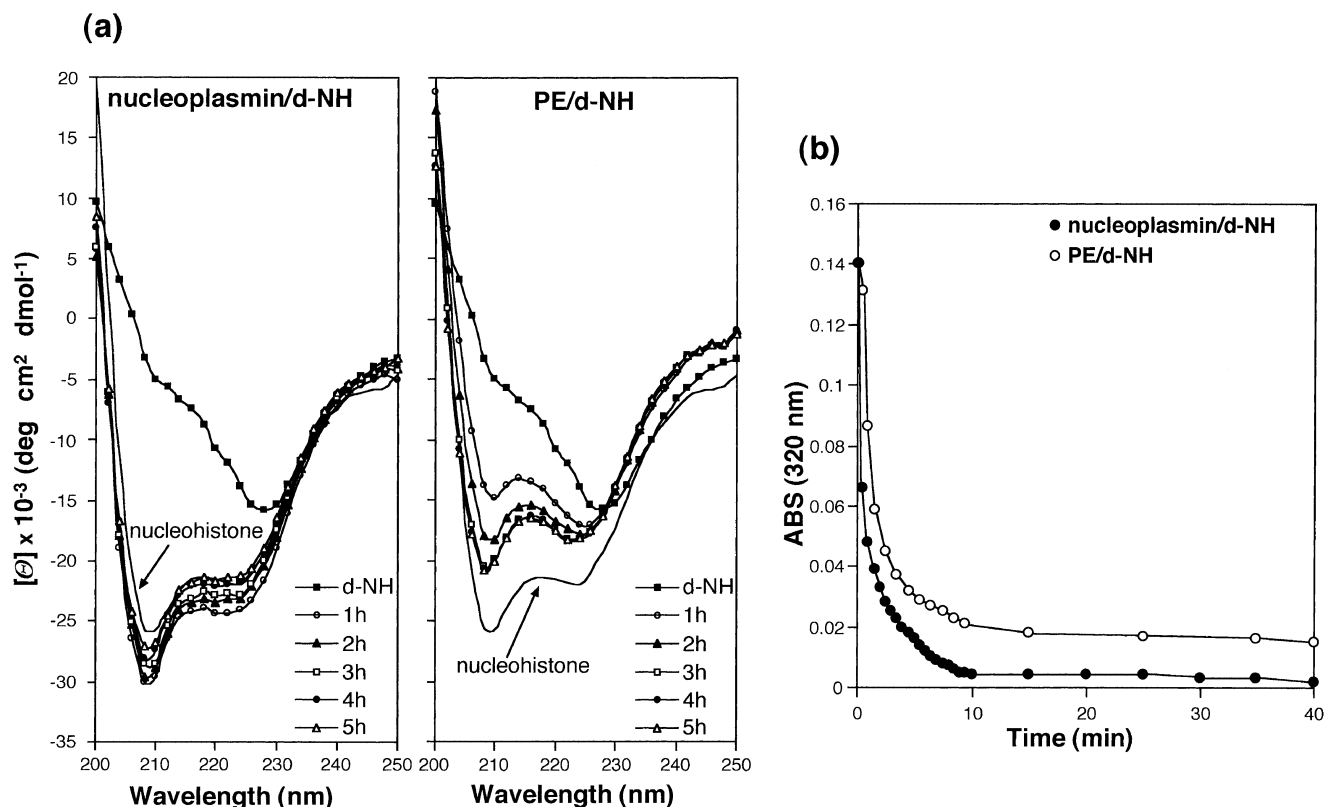 (a)
nucleoplasmin/d-NH
PE/d-NH
[Θ] x 10-3 (deg cm2 dmol-1)
20
15
10
5
0
-5
-10
-15
-20
-25
-30
-35
nucleohistone
d-NH
1h
2h
3h
4h
5h
nucleohistone
d-NH
1h
2h
3h
4h
5h
200 210 220 230 240 250
200 210 220 230 240 250
Wavelength (nm)
Wavelength (nm)
(b)
nucleoplasmin/d-NH
PE/d-NH
ABS (320 nm)
0.16
0.14
0.12
0.1
0.08
0.06
0.04
0.02
0
0 10 20 30 40
Time (min)